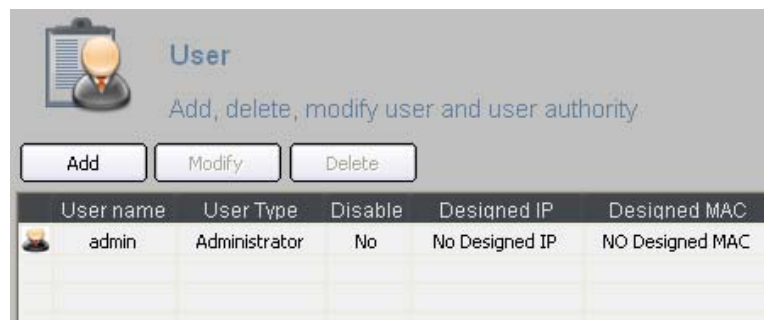 User
Add, delete, modify user and user authority
Add Modify Delete
User name User Type Disable Designed IP Designed MAC
admin Administrator No No Designed IP NO Designed MAC